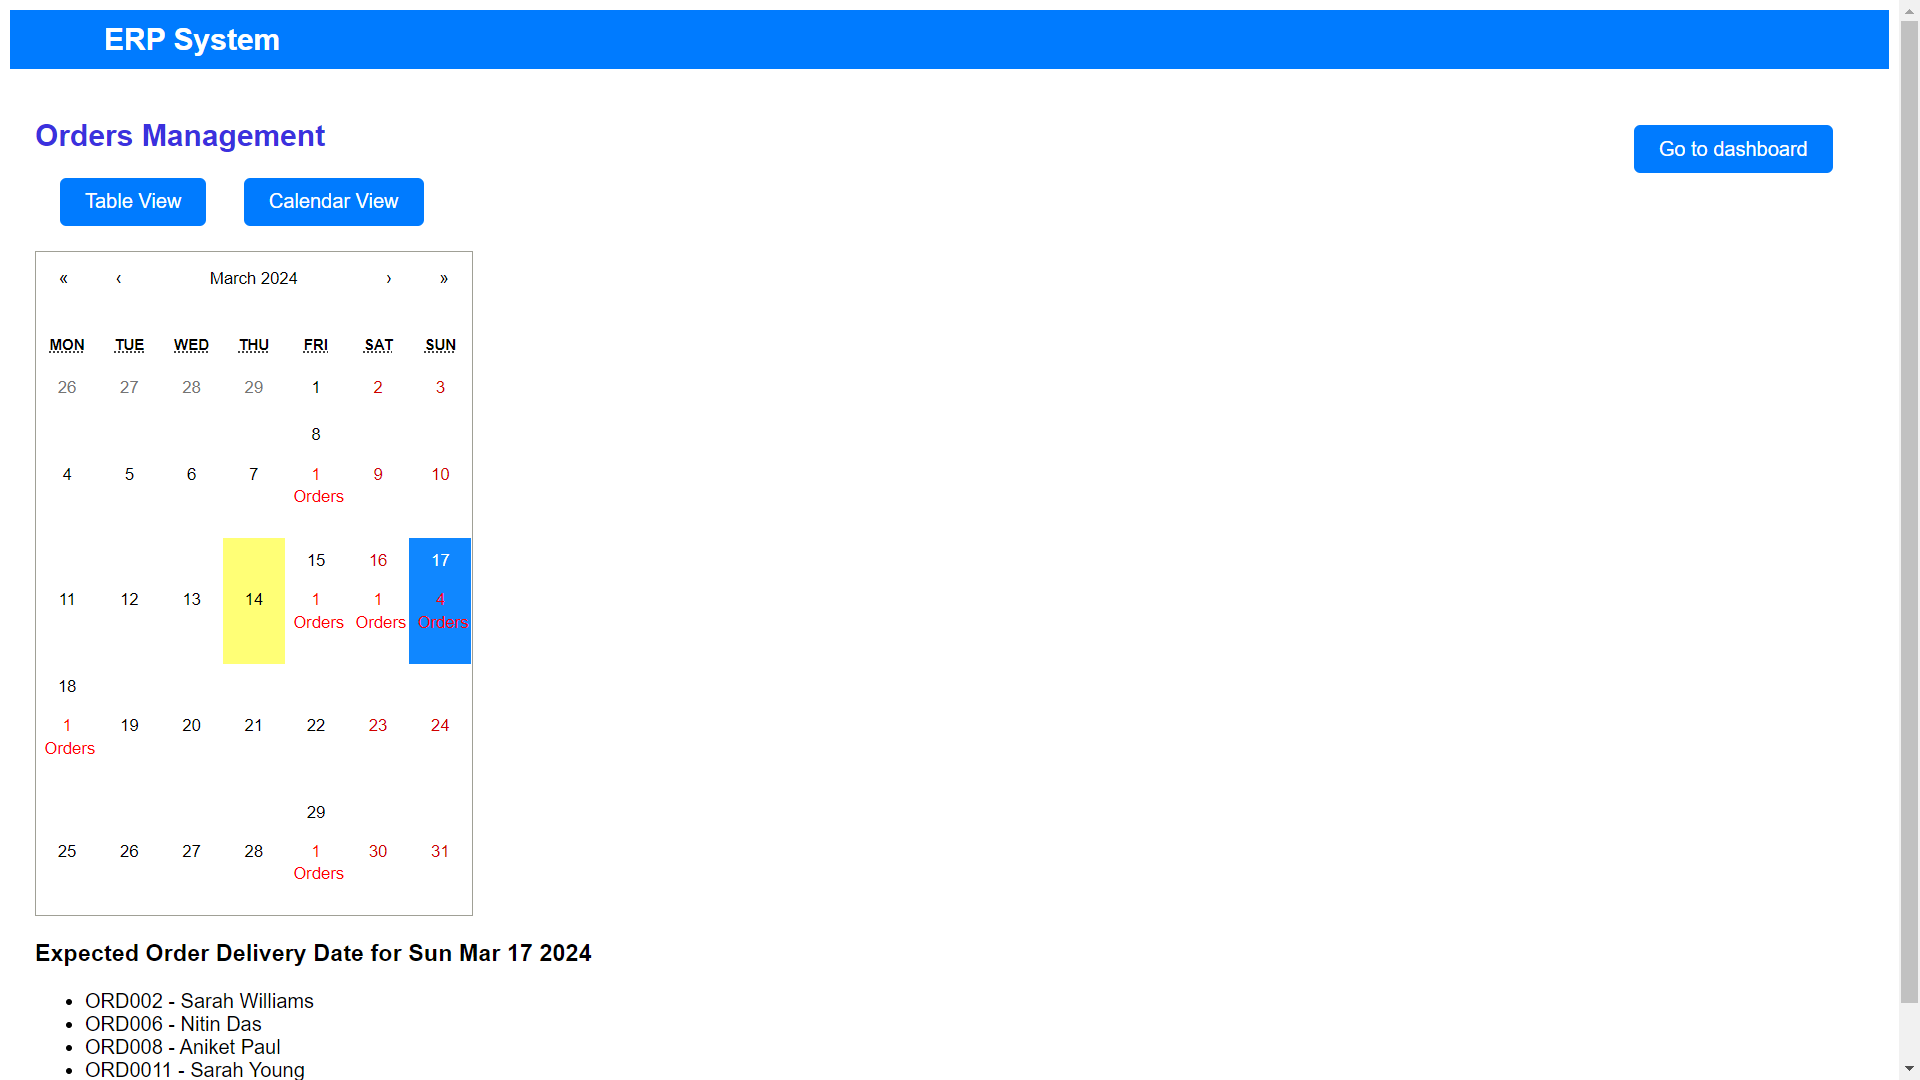 ERP System
Orders Management
Go to dashboard
Table View Calendar View
« ‹ March 2024 › »
MON TUE WED THU FRI SAT SUN
26 27 28 29 1 2 3
8
4 5 6 7 1 9 10
Orders
15 16 17
11 12 13 14 1 1 4
Orders Orders Orders
18
1 19 20 21 22 23 24
Orders
29
25 26 27 28 1 30 31
Orders
Expected Order Delivery Date for Sun Mar 17 2024
• ORD002 - Sarah Williams
• ORD006 - Nitin Das
• ORD008 - Aniket Paul
• ORD0011 - Sarah Young